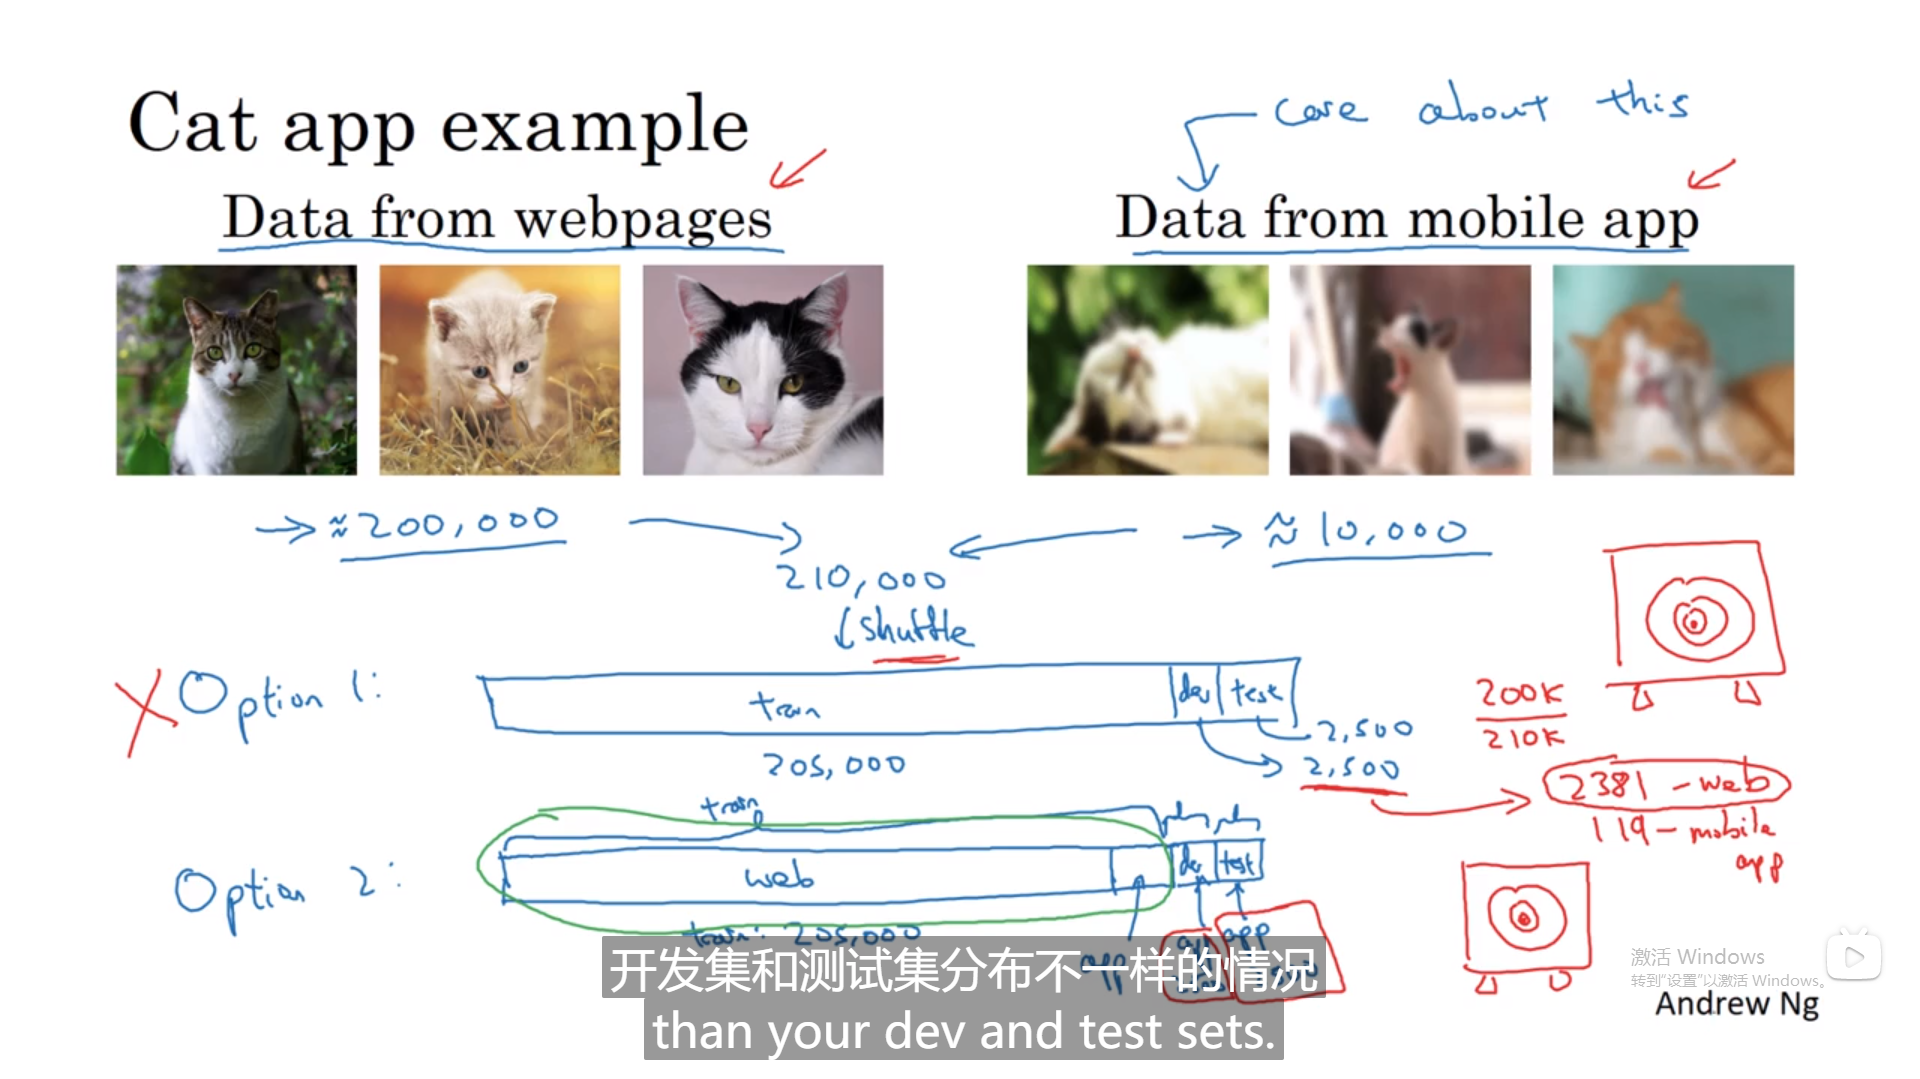 Cat app example
care about this
Data from webpages
Data from mobile app
→ ≈ 200,000
→ ≈ 10,000
210,000
↓ shuffle
X Option 1:
train
dev
test
205,000
2,500
2,500
200K
210K
2381 - web
119 - mobile
app
train
Option 2:
web
dev
test
train: 205,000
app
app
app
开发集和测试集分布不一样的情况
than your dev and test sets.
激活 Windows
转到“设置”以激活 Windows。
Andrew Ng